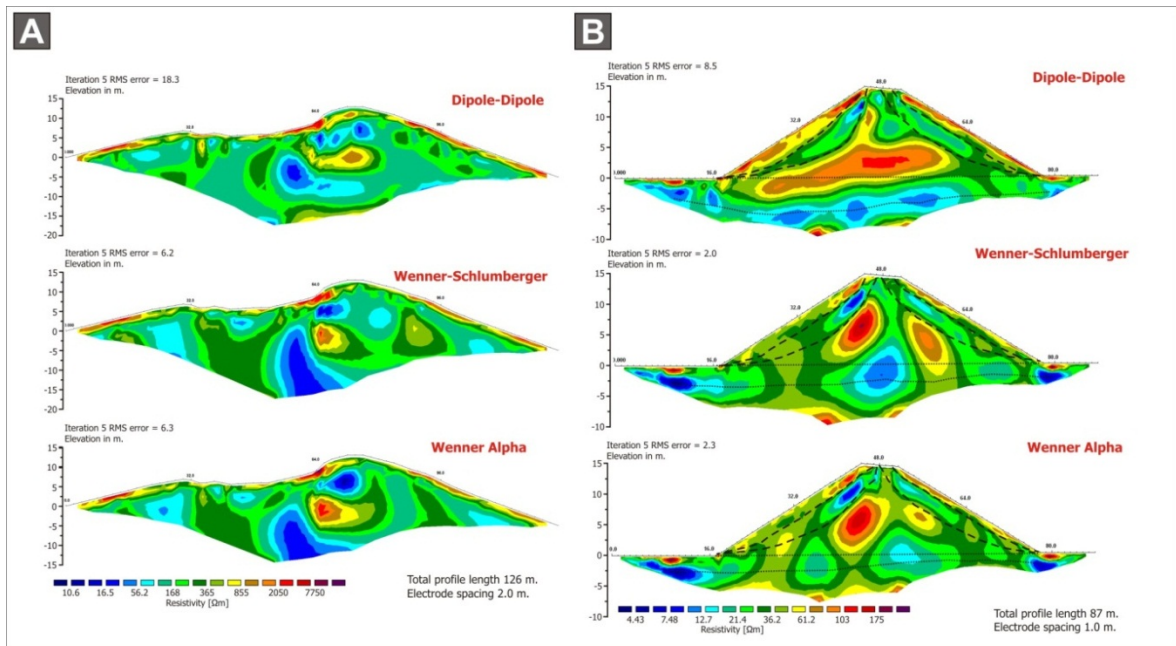 A
Iteration 5 RMS error = 18.3
Elevation in m.
Dipole-Dipole
15
10
5
0
-5
-10
-15
-20
64.0
Iteration 5 RMS error = 6.2
Elevation in m.
Wenner-Schlumberger
15
10
5
0
-5
-10
-15
-20
64.0
Iteration 5 RMS error = 6.3
Elevation in m.
Wenner Alpha
15
10
5
0
-5
-10
-15
64.0
10.6 16.5 56.2 168 365 855 2050 7750
Resistivity [Ωm]
Total profile length 126 m.
Electrode spacing 2.0 m.
B
Iteration 5 RMS error = 8.5
Elevation in m.
Dipole-Dipole
15
10
5
0
-5
-10
1.000
16.0
32.0
48.0
64.0
80.0
Iteration 5 RMS error = 2.0
Elevation in m.
Wenner-Schlumberger
15
10
5
0
-5
-10
1.000
16.0
32.0
48.0
64.0
80.0
Iteration 5 RMS error = 2.3
Elevation in m.
Wenner Alpha
15
10
5
0
-5
-10
0.0
16.0
32.0
48.0
64.0
80.0
4.43 7.48 12.7 21.4 36.2 61.2 103 175
Resistivity [Ωm]
Total profile length 87 m.
Electrode spacing 1.0 m.